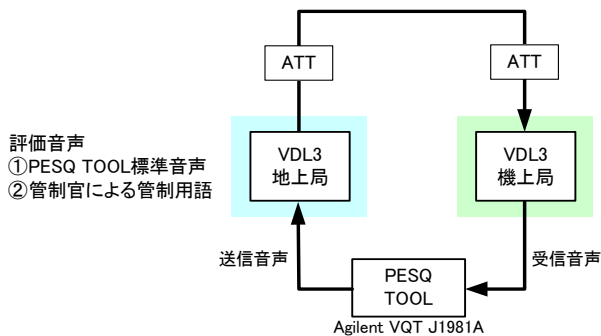 ATT
ATT
評価音声
①PESQ TOOL標準音声
②管制官による管制用語
VDL3
地上局
VDL3
機上局
送信音声
受信音声
PESQ
TOOL
Agilent VQT J1981A